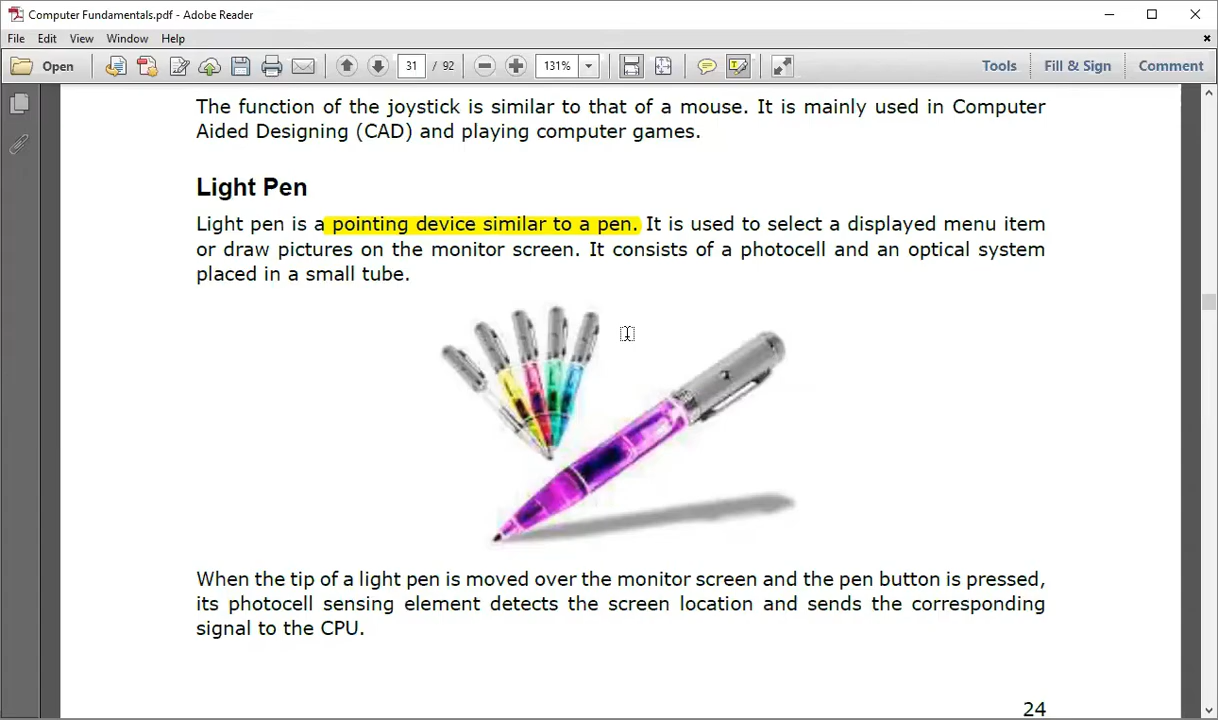 Computer Fundamentals.pdf - Adobe Reader
File Edit View Window Help
Open 31 / 92 131% Tools Fill & Sign Comment
The function of the joystick is similar to that of a mouse. It is mainly used in Computer
Aided Designing (CAD) and playing computer games.
Light Pen
Light pen is a pointing device similar to a pen. It is used to select a displayed menu item
or draw pictures on the monitor screen. It consists of a photocell and an optical system
placed in a small tube.
When the tip of a light pen is moved over the monitor screen and the pen button is pressed,
its photocell sensing element detects the screen location and sends the corresponding
signal to the CPU.
24